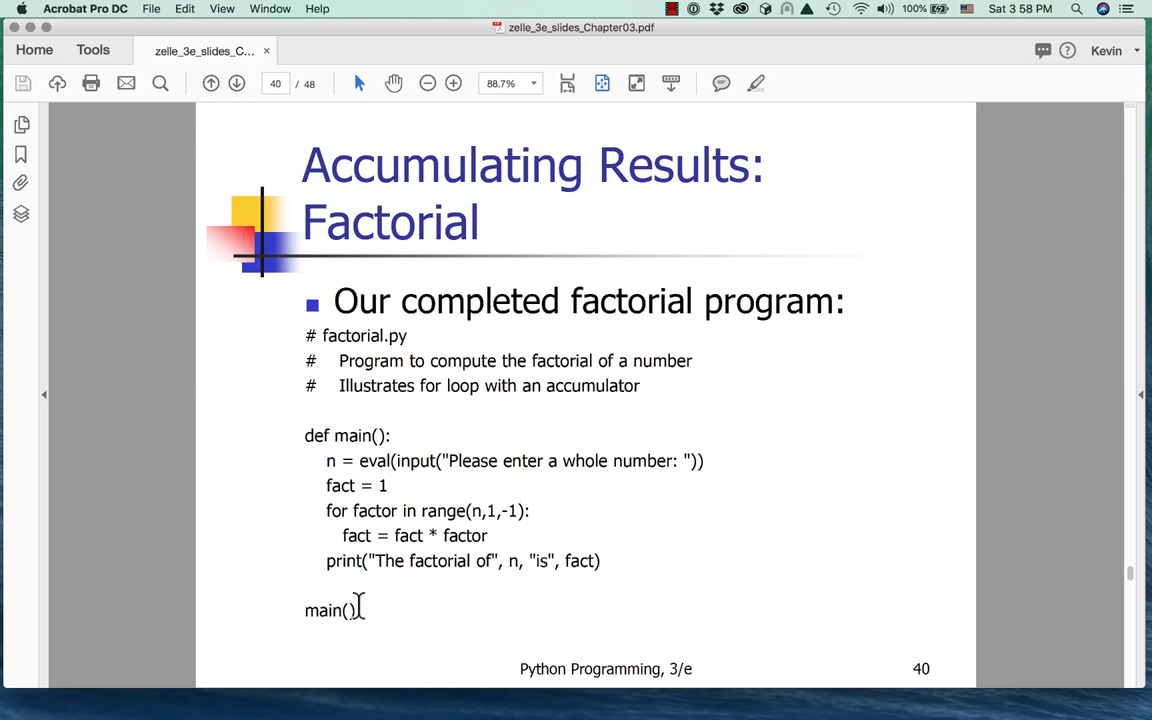 Acrobat Pro DC File Edit View Window Help 100% Sat 3 58 PM
zelle_3e_slides_Chapter03.pdf
Home Tools zelle_3e_slides_C... × Kevin
40 / 48 88.7%
Accumulating Results:
Factorial
Our completed factorial program:
# factorial.py
# Program to compute the factorial of a number
# Illustrates for loop with an accumulator
def main():
n = eval(input("Please enter a whole number: "))
fact = 1
for factor in range(n,1,-1):
fact = fact * factor
print("The factorial of", n, "is", fact)
main()
Python Programming, 3/e 40